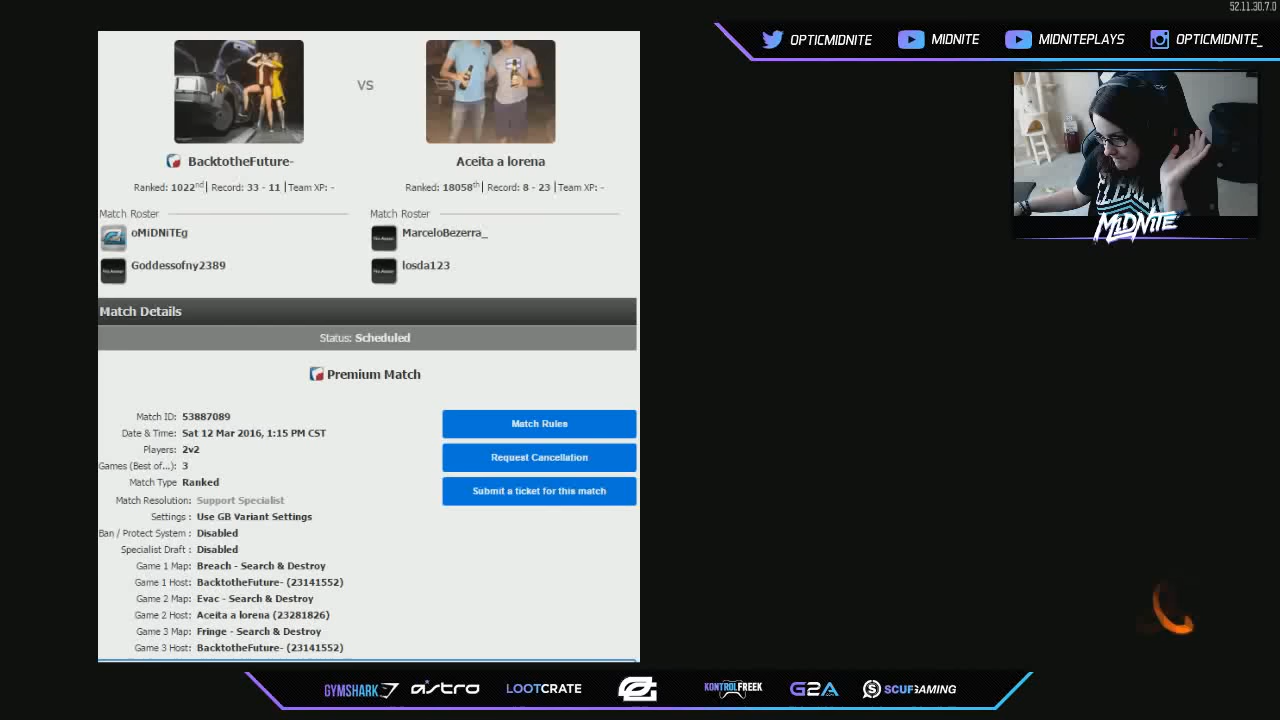 52.11.30.7.0
OPTICMIDNITE MIDNITE MIDNITEPLAYS OPTICMIDNITE_
VS
BacktotheFuture-
Aceita a lorena
Ranked: 1022nd | Record: 33 - 11 | Team XP: -
Ranked: 18058th | Record: 8 - 23 | Team XP: -
Match Roster
Match Roster
oMiDNiTEg
MarceloBezerra_
Goddessofny2389
losda123
MiDNiTE
Match Details
Status: Scheduled
Premium Match
Match ID: 53887089
Date & Time: Sat 12 Mar 2016, 1:15 PM CST
Players: 2v2
Games (Best of...): 3
Match Type Ranked
Match Resolution: Support Specialist
Settings : Use GB Variant Settings
Ban / Protect System : Disabled
Specialist Draft : Disabled
Game 1 Map: Breach - Search & Destroy
Game 1 Host: BacktotheFuture- (23141552)
Game 2 Map: Evac - Search & Destroy
Game 2 Host: Aceita a lorena (23281826)
Game 3 Map: Fringe - Search & Destroy
Game 3 Host: BacktotheFuture- (23141552)
Match Rules
Request Cancellation
Submit a ticket for this match
GYMSHARK astro LOOTCRATE KONTROLFREEK G2A SCUFGAMING